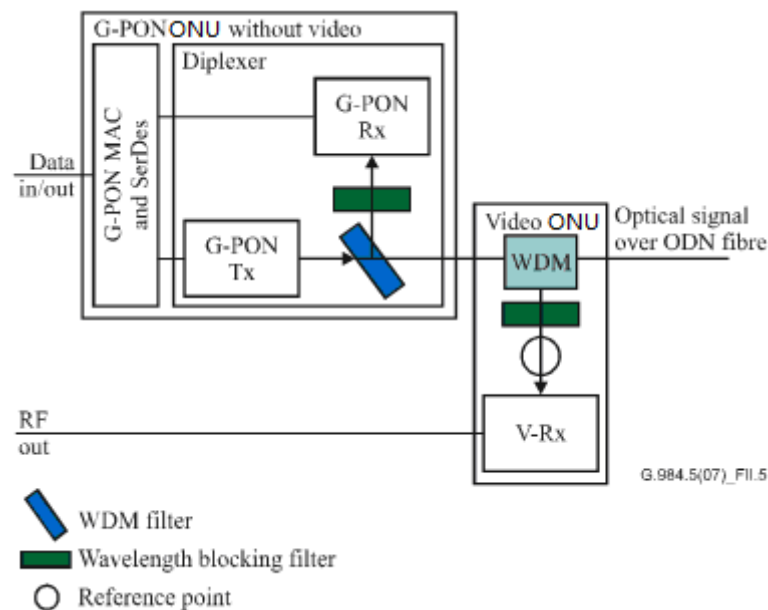 G-PON ONU without video
Diplexer
G-PON MAC
and SerDes
G-PON
Rx
Data
in/out
G-PON
Tx
Video ONU
WDM
Optical signal
over ODN fibre
RF
out
V-Rx
G.984.5(07)_FII.5
WDM filter
Wavelength blocking filter
Reference point